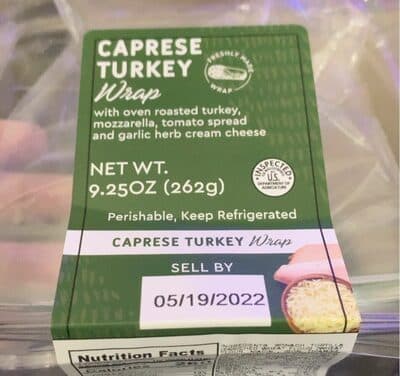 CAPRESE
TURKEY
Wrap
FRESHLY MADE
WRAP
with oven roasted turkey,
mozzarella, tomato spread
and garlic herb cream cheese
NET WT.
9.25OZ (262g)
INSPECTED
U.S.
DEPARTMENT OF
AGRICULTURE
Perishable, Keep Refrigerated
CAPRESE TURKEY Wrap
SELL BY
05/19/2022
Nutrition Facts
Calories